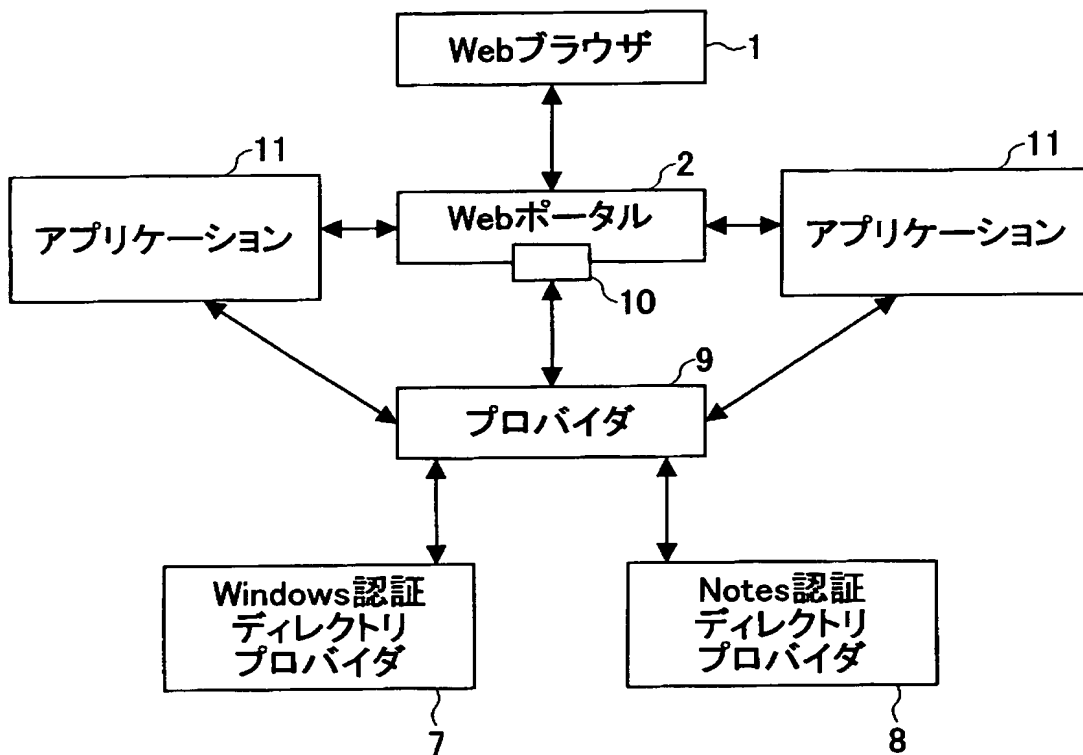 Webブラウザ
1
11
アプリケーション
2
Webポータル
10
11
アプリケーション
9
プロバイダ
Windows認証
ディレクトリ
プロバイダ
7
Notes認証
ディレクトリ
プロバイダ
8